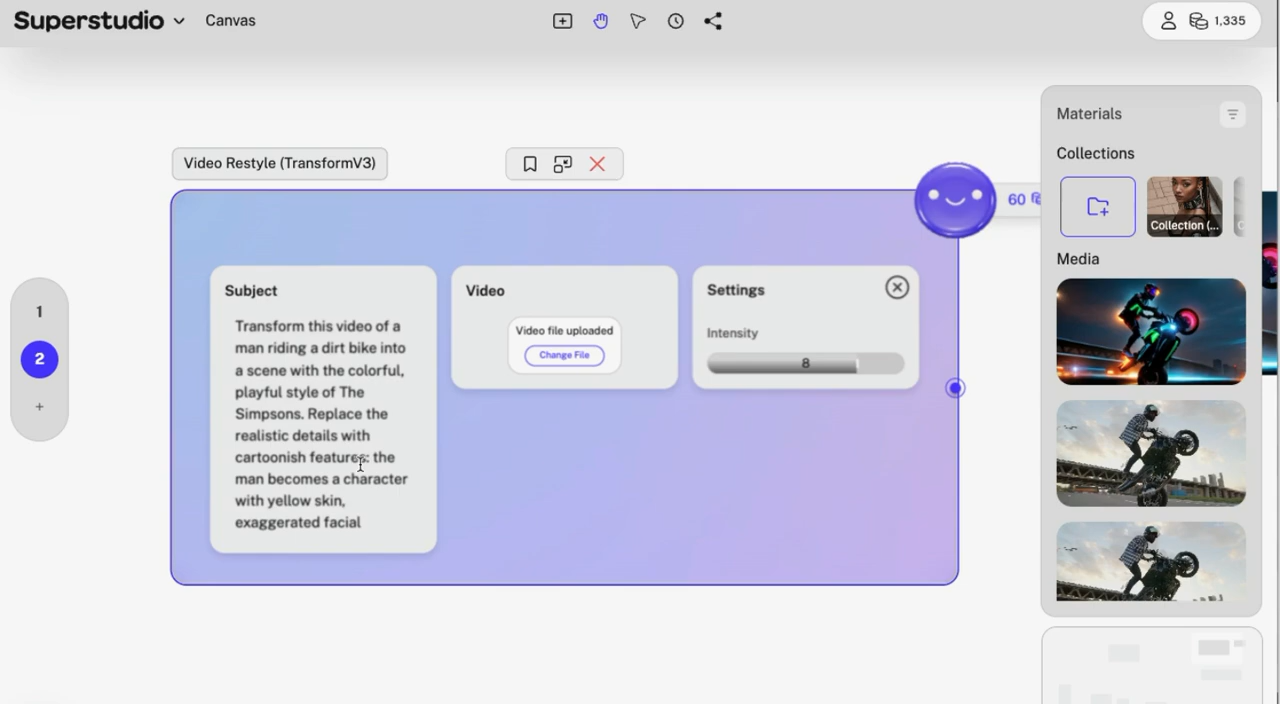 Superstudio
Canvas
1,335
Video Restyle (TransformV3)
60
1
2
+
Subject
Transform this video of a
man riding a dirt bike into
a scene with the colorful,
playful style of The
Simpsons. Replace the
realistic details with
cartoonish features: the
man becomes a character
with yellow skin,
exaggerated facial
Video
Video file uploaded
Change File
Settings
Intensity
8
Materials
Collections
Collection (...
Media